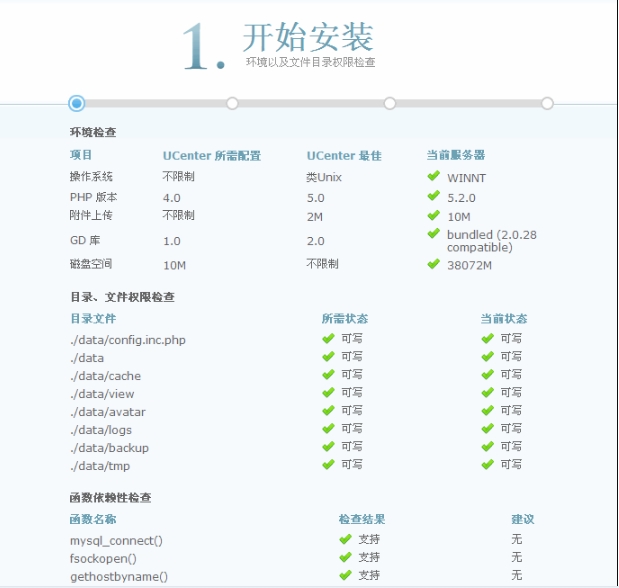 1. 开始安装
环境以及文件目录权限检查
环境检查
项目 UCenter 所需配置 UCenter 最佳 当前服务器
操作系统 不限制 类Unix WINNT
PHP 版本 4.0 5.0 5.2.0
附件上传 不限制 2M 10M
GD 库 1.0 2.0 bundled (2.0.28
compatible)
磁盘空间 10M 不限制 38072M
目录、文件权限检查
目录文件 所需状态 当前状态
./data/config.inc.php 可写 可写
./data 可写 可写
./data/cache 可写 可写
./data/view 可写 可写
./data/avatar 可写 可写
./data/logs 可写 可写
./data/backup 可写 可写
./data/tmp 可写 可写
函数依赖性检查
函数名称 检查结果 建议
mysql_connect() 支持 无
fsockopen() 支持 无
gethostbyname() 支持 无